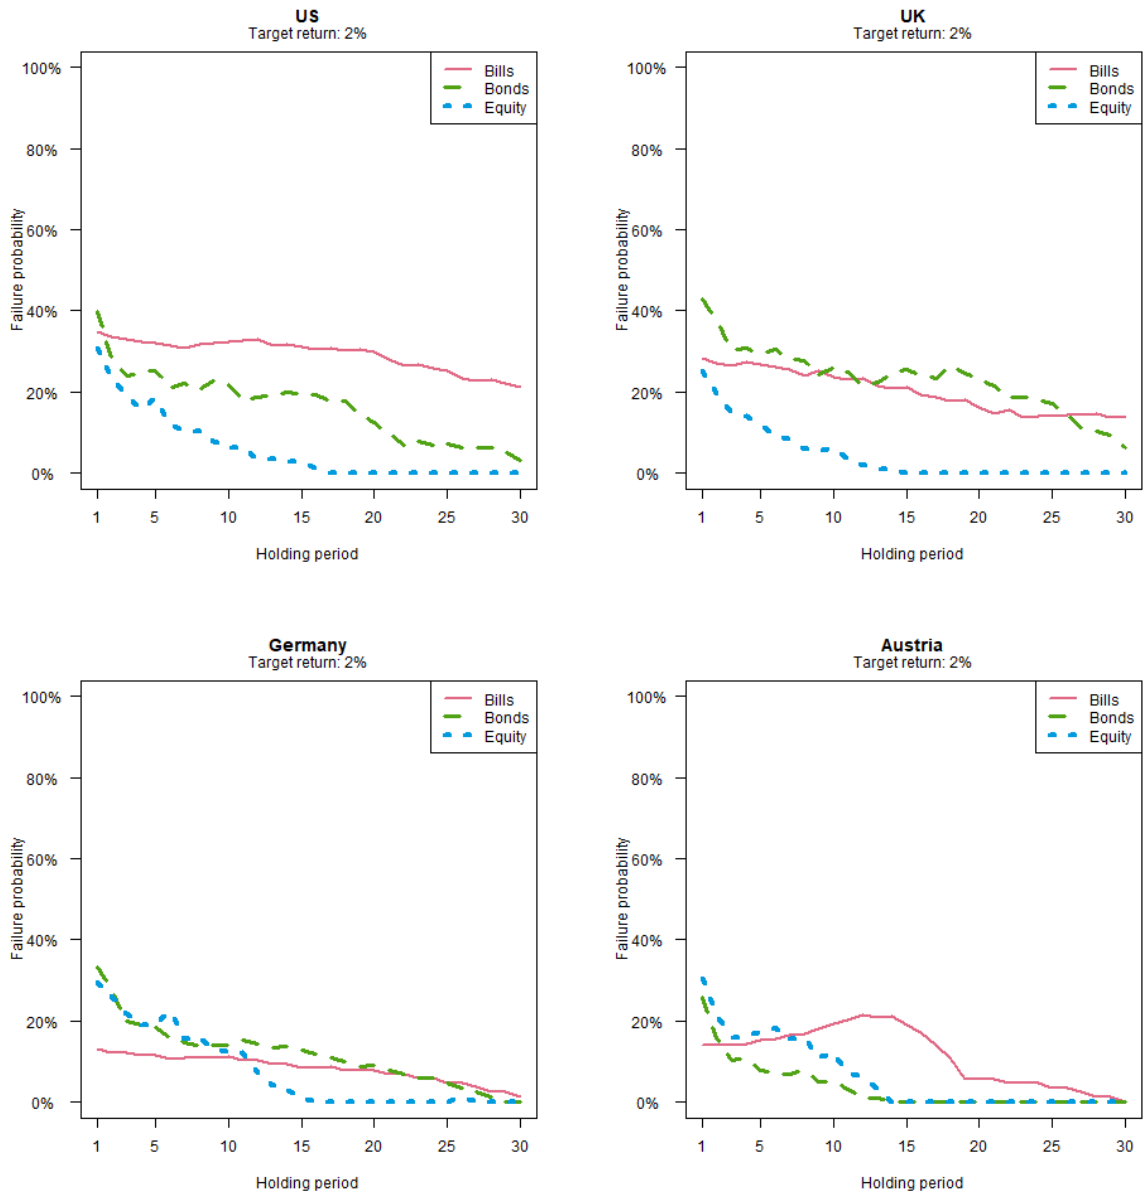 US
Target return: 2%
100%
80%
60%
40%
20%
0%
Failure probability
Bills
Bonds
Equity
1 5 10 15 20 25 30
Holding period
UK
Target return: 2%
100%
80%
60%
40%
20%
0%
Failure probability
Bills
Bonds
Equity
1 5 10 15 20 25 30
Holding period
Germany
Target return: 2%
100%
80%
60%
40%
20%
0%
Failure probability
Bills
Bonds
Equity
1 5 10 15 20 25 30
Holding period
Austria
Target return: 2%
100%
80%
60%
40%
20%
0%
Failure probability
Bills
Bonds
Equity
1 5 10 15 20 25 30
Holding period